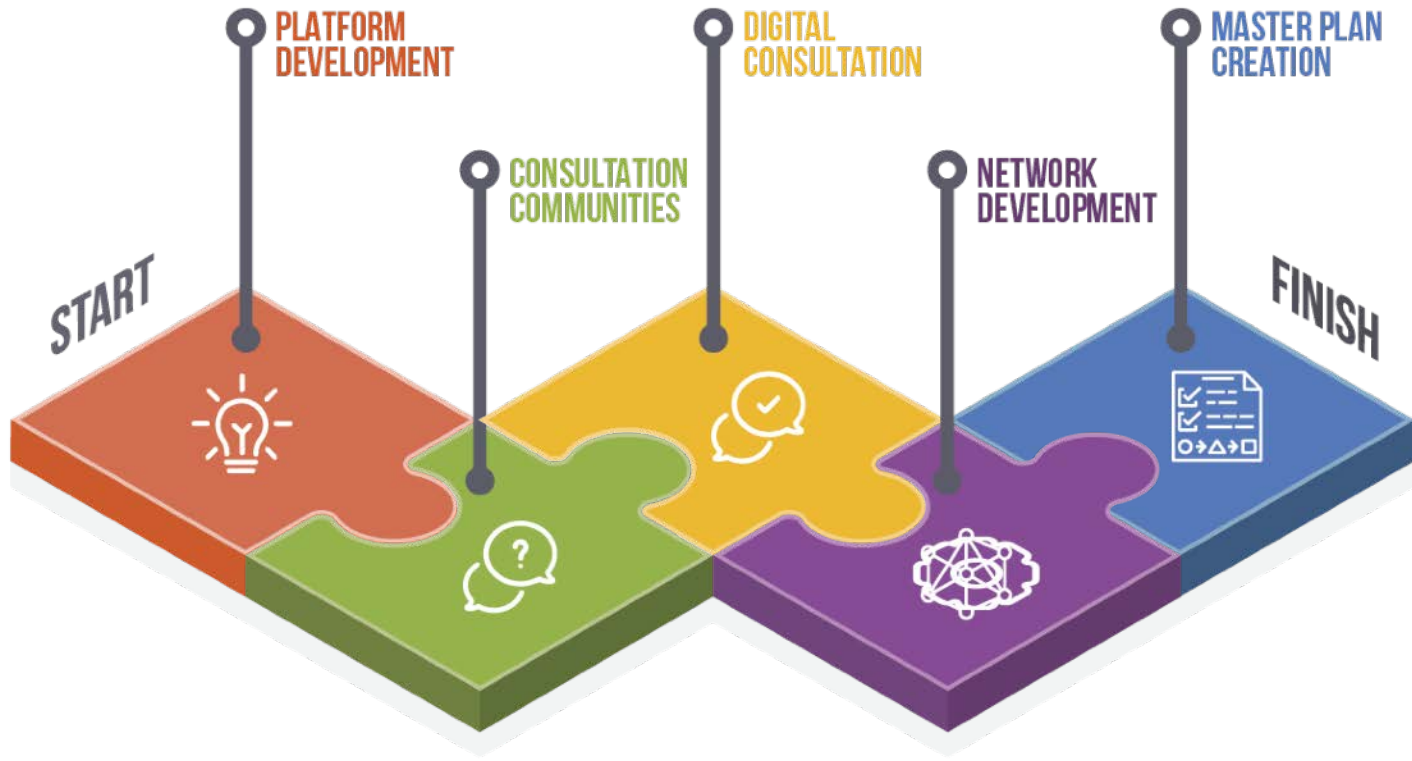 START
PLATFORM
DEVELOPMENT
CONSULTATION
COMMUNITIES
DIGITAL
CONSULTATION
NETWORK
DEVELOPMENT
MASTER PLAN
CREATION
FINISH
?